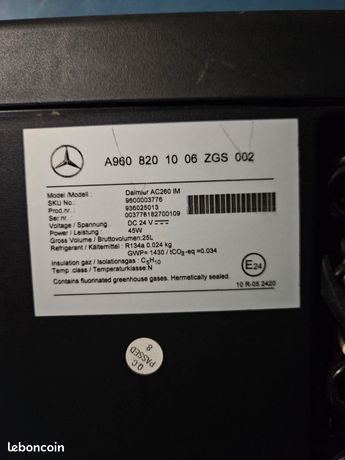 A960 820 10 06 ZGS 002
Model /Modell : Daimler AC260 IM
SKU No.: 9600003776
Prod.nr. : 936025013
Ser.nr. : 003776182700109
Voltage / Spannung : DC 24 V
Power / Leistung : 45W
Gross Volume / Bruttovolumen:25L
Refrigerant / Kältemittel : R134a 0.024 kg
GWP= 1430 / tCO₂-eq =0.034
Insulation gaz / Isolationsgas : C₅H₁₀
Temp .class / Temperaturklasse:N
Contains fluorinated greenhouse gases. Hermetically sealed.
E24
10 R-05.2420
Q.C.
PASSED
8
leboncoin